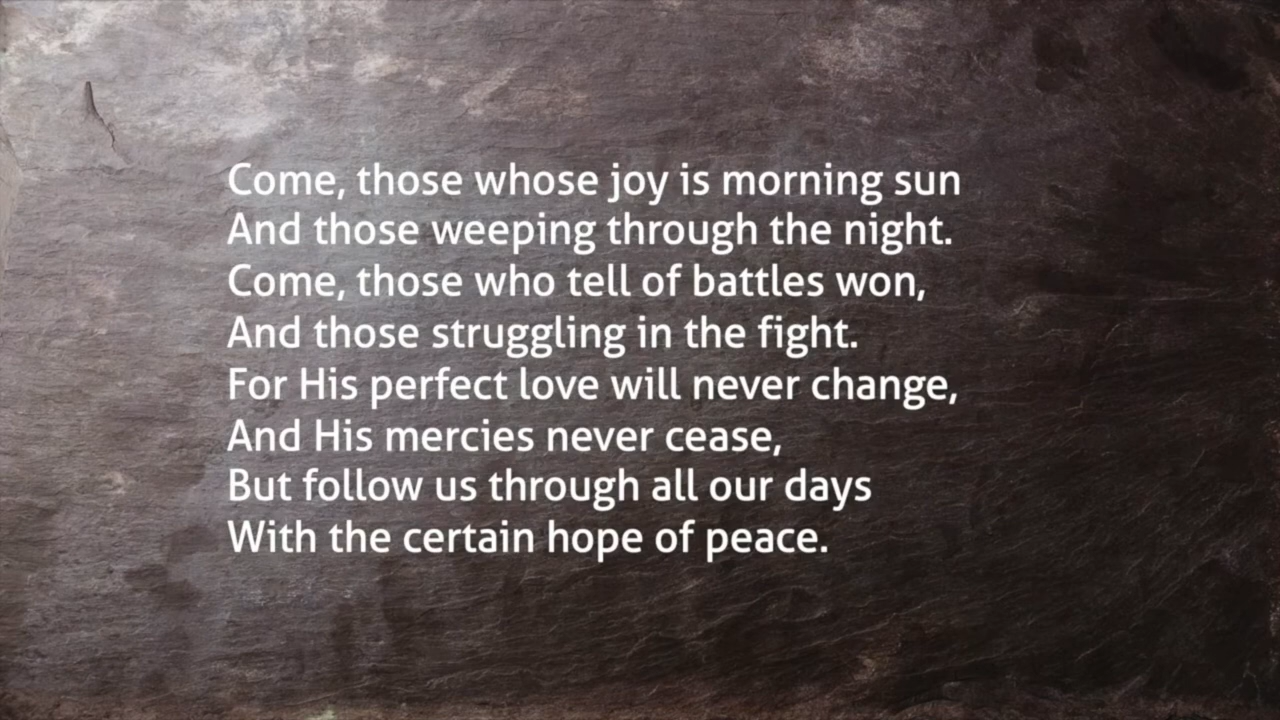 Come, those whose joy is morning sun
And those weeping through the night.
Come, those who tell of battles won,
And those struggling in the fight.
For His perfect love will never change,
And His mercies never cease,
But follow us through all our days
With the certain hope of peace.